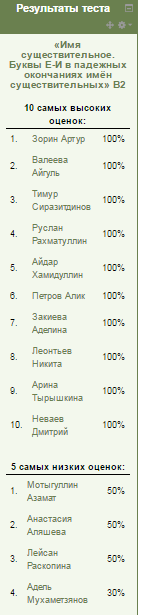 Результаты теста
«Имя
существительное.
Буквы Е-И в падежных
окончаниях имён
существительных» В2
10 самых высоких
оценок:
1. Зорин Артур 100%
2. Валеева
Айгуль 100%
3. Тимур
Сиразитдинов 100%
4. Руслан
Рахматуллин 100%
5. Айдар
Хамидуллин 100%
6. Петров Алик 100%
7. Закиева
Аделина 100%
8. Леонтьев
Никита 100%
9. Арина
Тырышкина 100%
10. Неваев
Дмитрий 100%
5 самых низких оценок:
1. Мотыгуллин
Азамат 50%
2. Анастасия
Аляшева 50%
3. Лейсан
Раскопина 50%
4. Адель
Мухаметзянов 30%